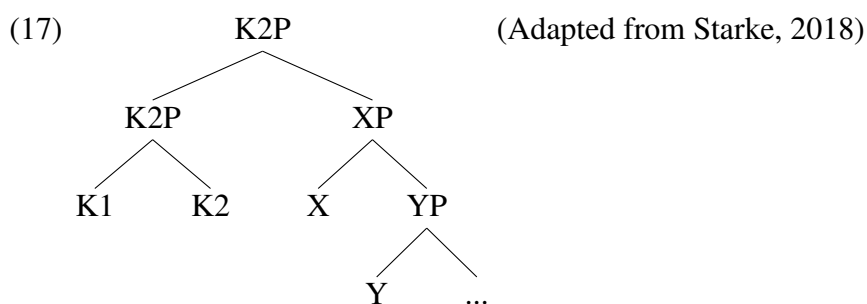 (17) K2P (Adapted from Starke, 2018)
K2P XP
K1 K2 X YP
Y ...